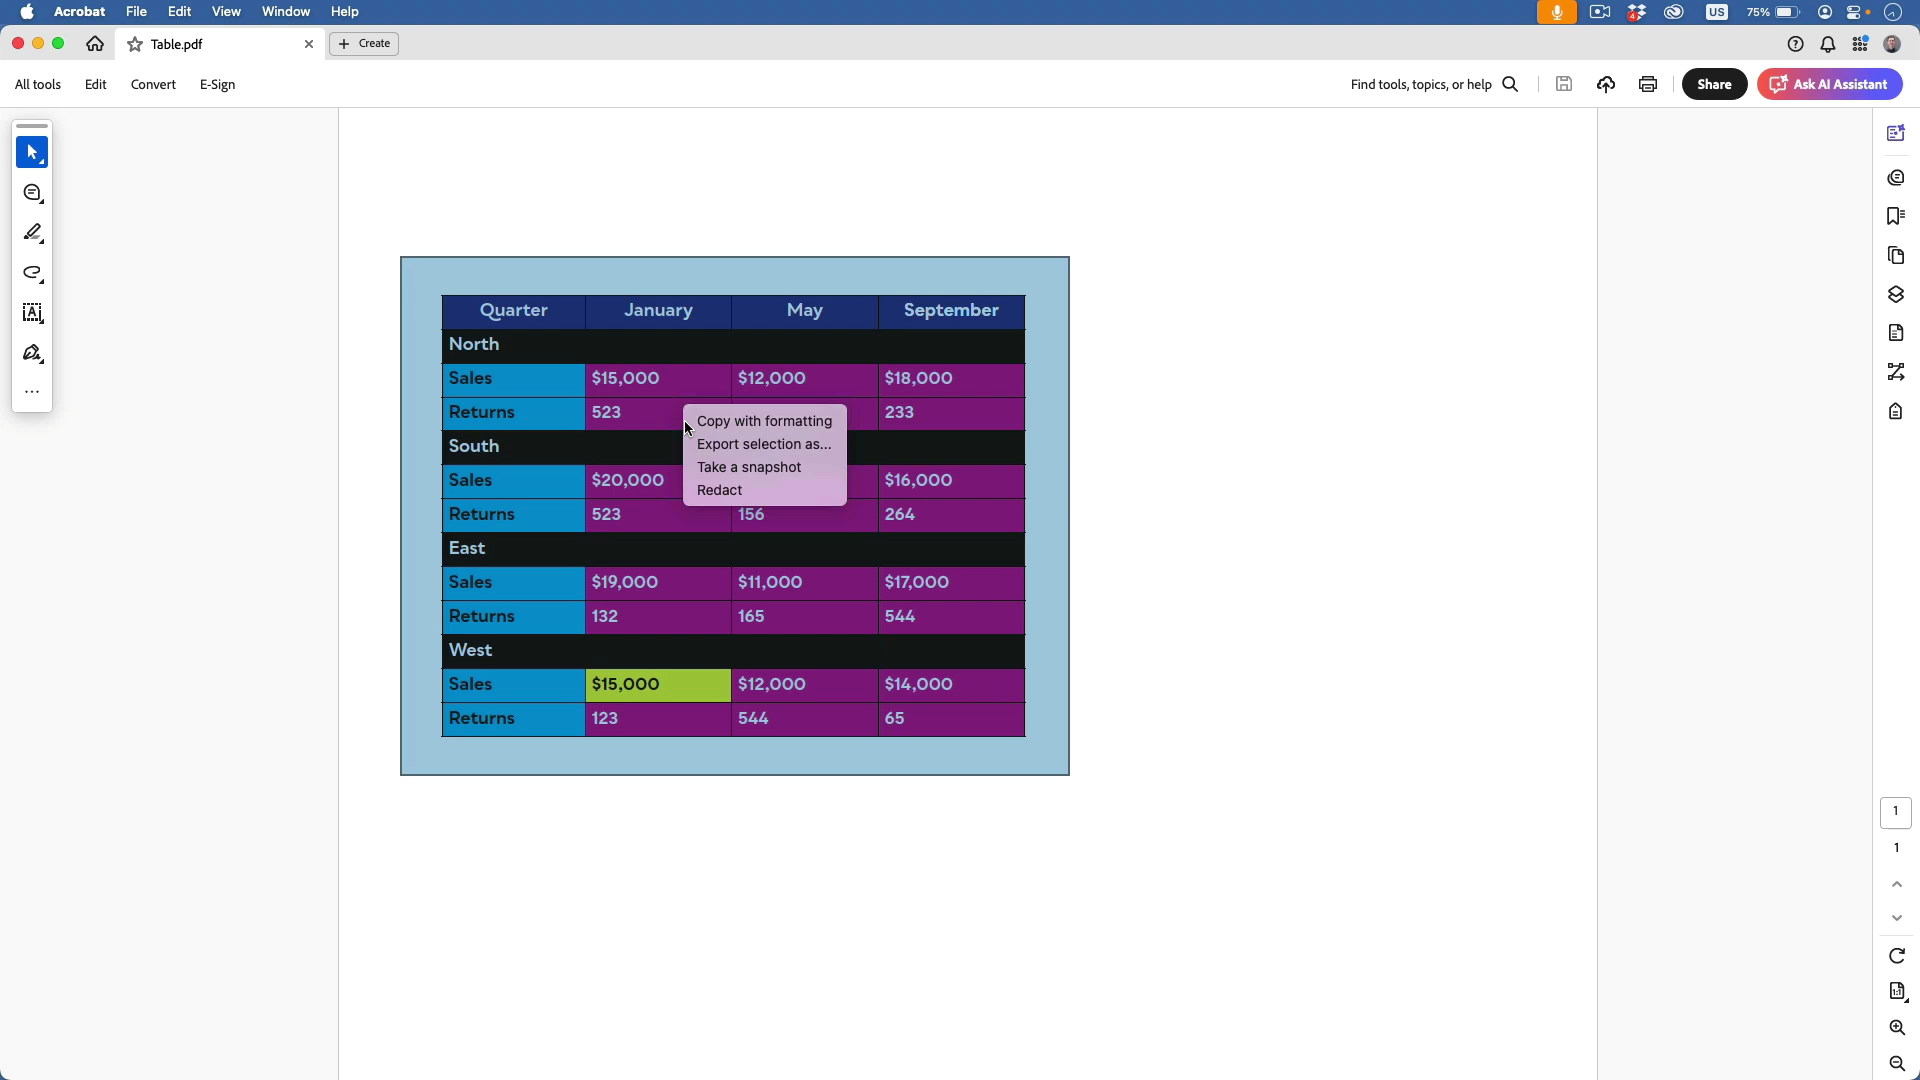 Acrobat File Edit View Window Help
4 US 75%
Table.pdf Create
All tools Edit Convert E-Sign Find tools, topics, or help Share Ask AI Assistant
Quarter January May September
North
Sales $15,000 $12,000 $18,000
Returns 523 233
Copy with formatting
Export selection as...
Take a snapshot
Redact
South
Sales $20,000 $16,000
Returns 523 156 264
East
Sales $19,000 $11,000 $17,000
Returns 132 165 544
West
Sales $15,000 $12,000 $14,000
Returns 123 544 65
1
1
1:1